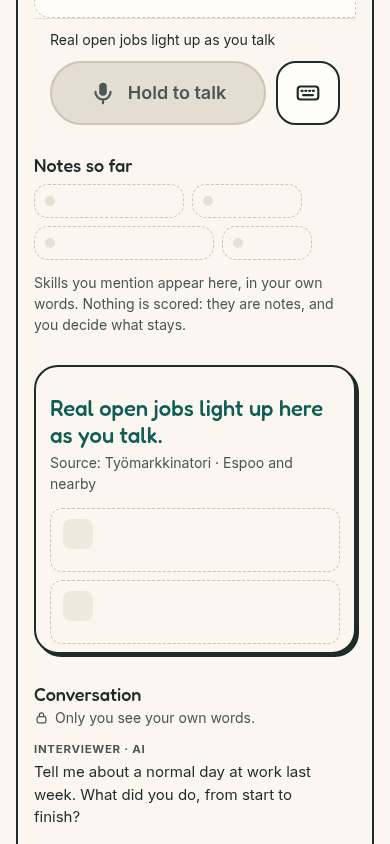 Real open jobs light up as you talk
Hold to talk
Notes so far
Skills you mention appear here, in your own
words. Nothing is scored: they are notes, and
you decide what stays.
Real open jobs light up here
as you talk.
Source: Työmarkkinatori · Espoo and
nearby
Conversation
Only you see your own words.
INTERVIEWER · AI
Tell me about a normal day at work last
week. What did you do, from start to
finish?